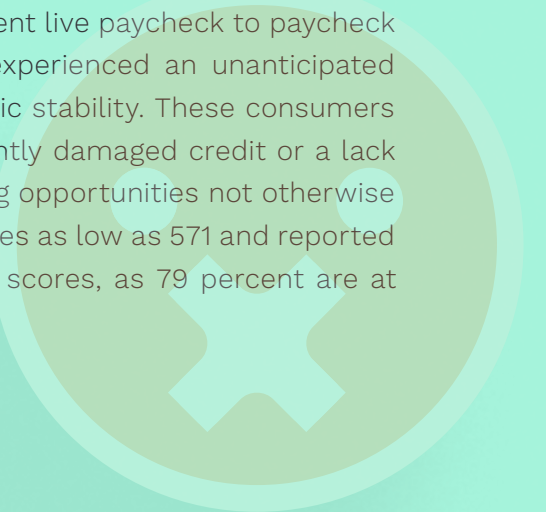 ent live paycheck to paycheck
experienced an unanticipated
ic stability. These consumers
ntly damaged credit or a lack
g opportunities not otherwise
es as low as 571 and reported
scores, as 79 percent are at